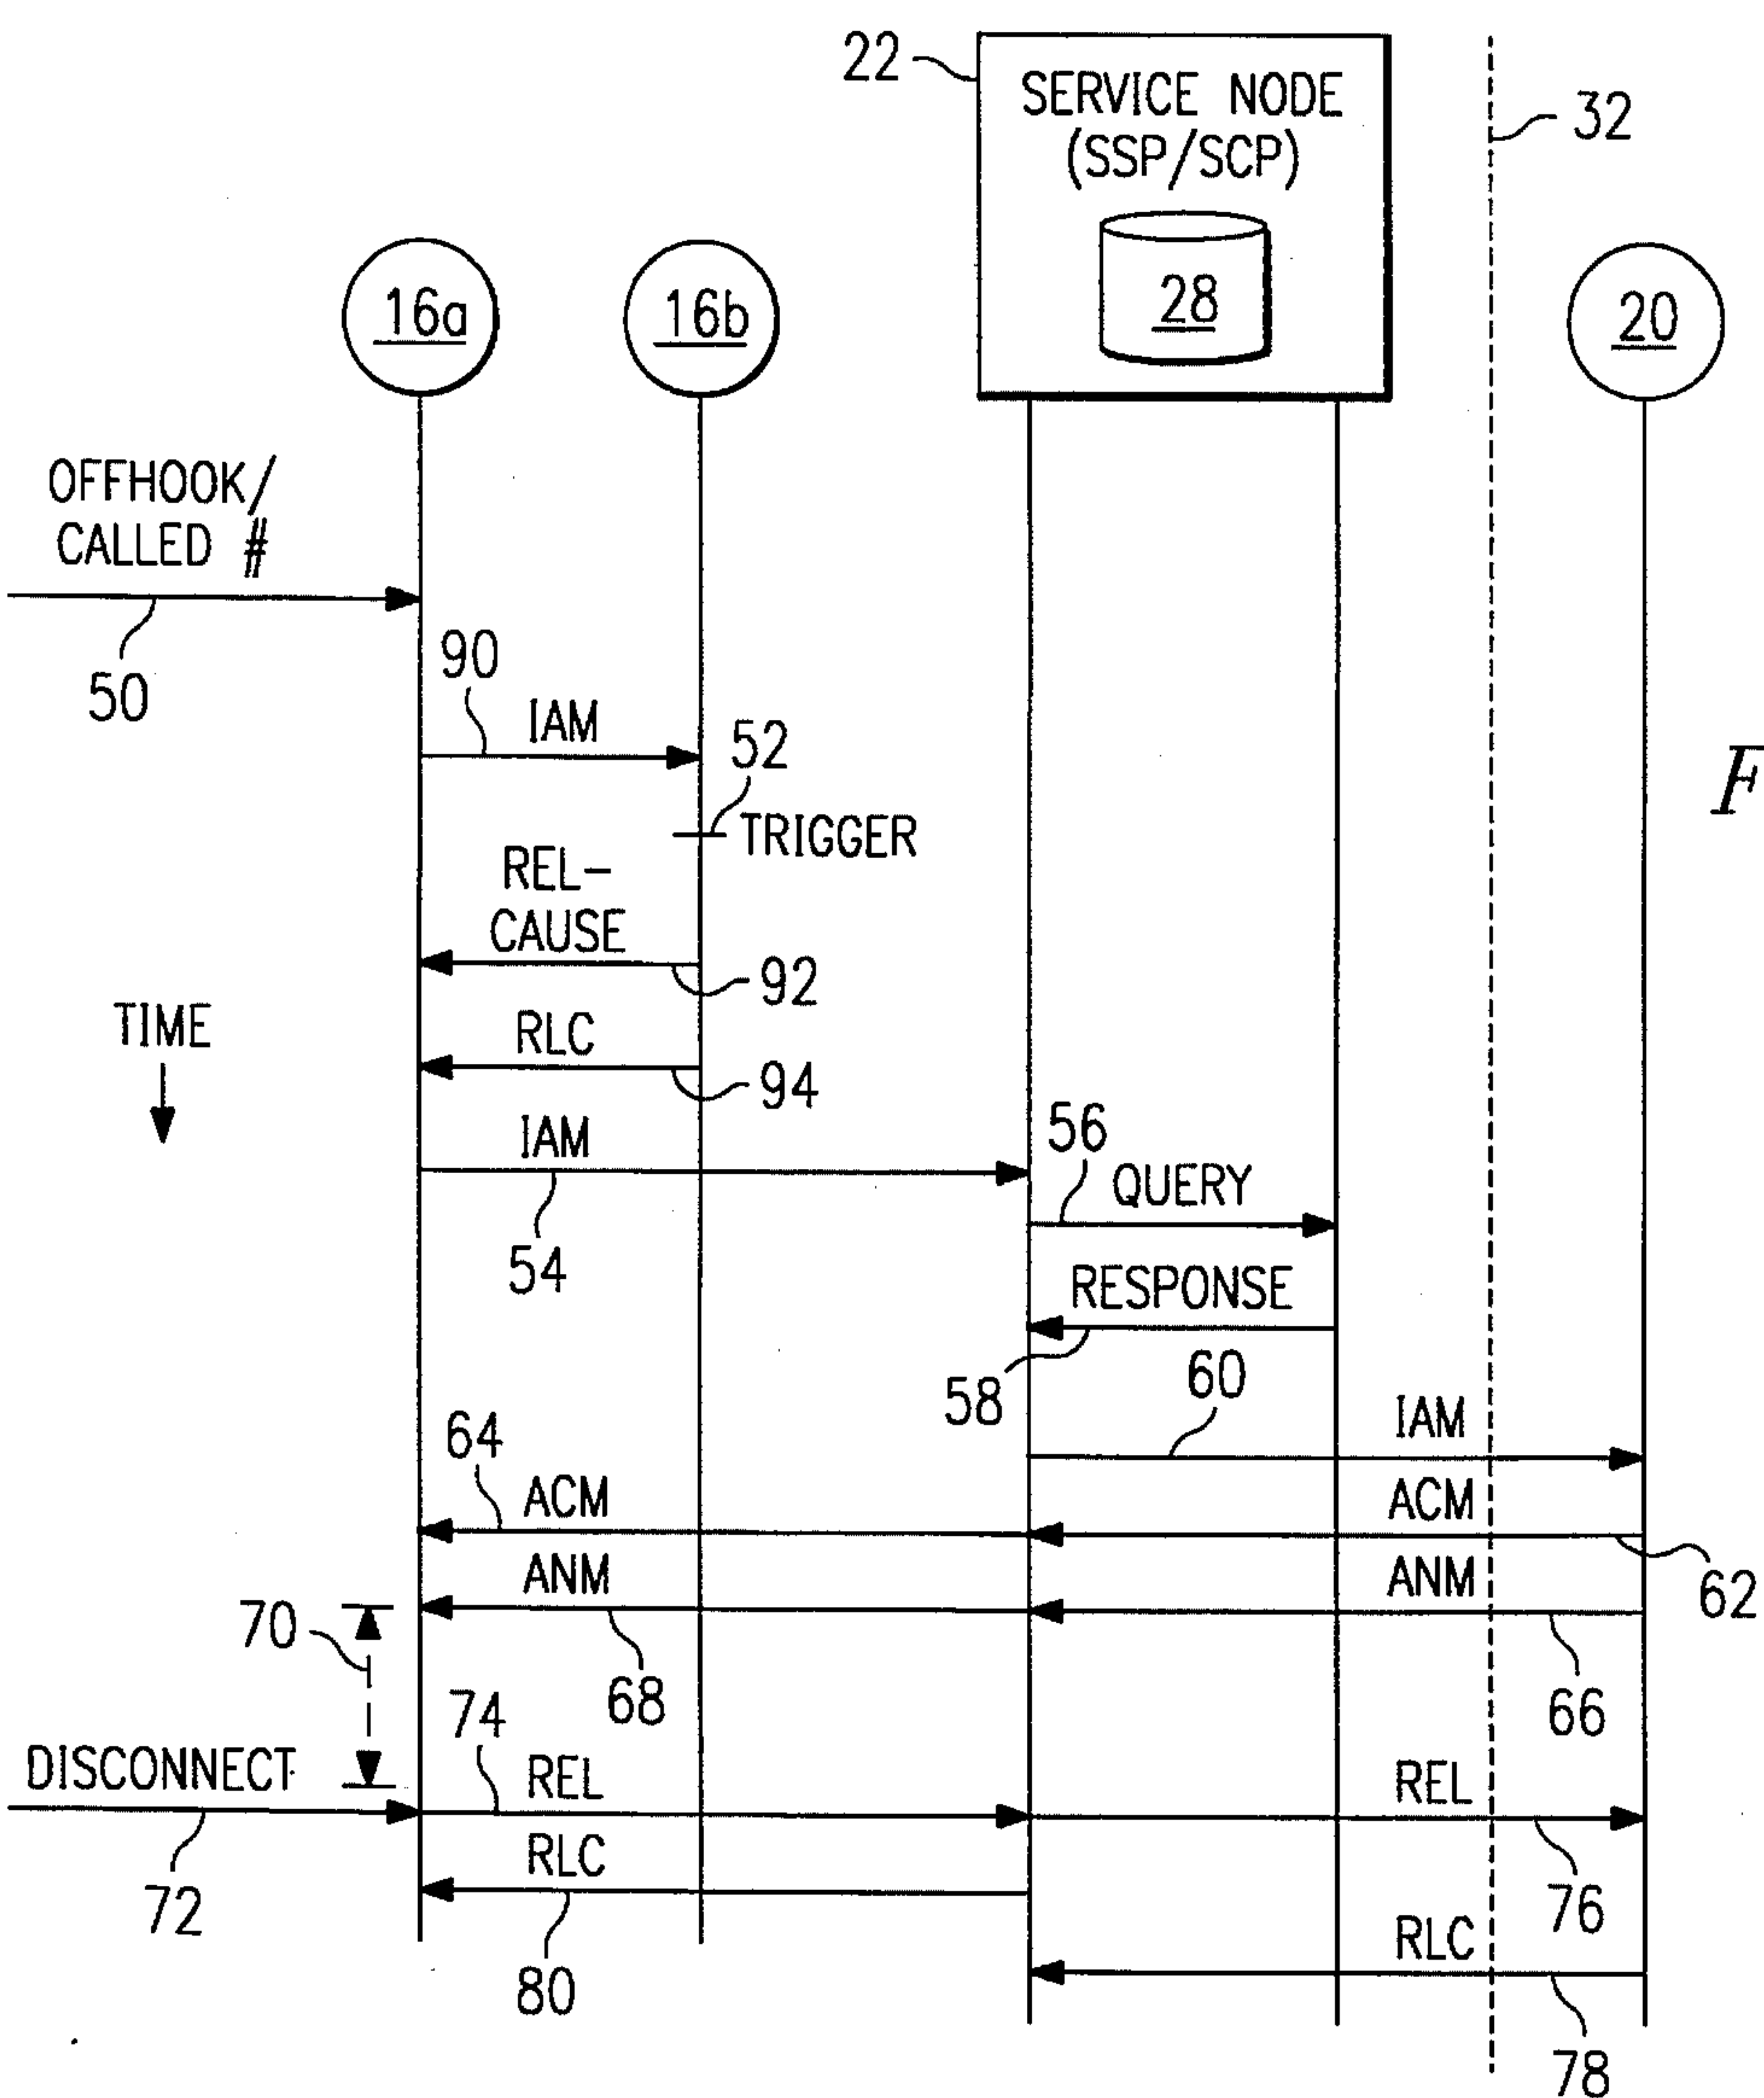 22
SERVICE NODE
(SSP/SCP)
32
16a
16b
28
20
OFFHOOK/
CALLED #
50
90
IAM
52
TRIGGER
F
REL-
CAUSE
92
TIME
RLC
94
IAM
54
56
QUERY
RESPONSE
58
60
IAM
64
ACM
ACM
62
ANM
ANM
70
68
66
74
DISCONNECT
REL
REL
72
RLC
76
80
RLC
78